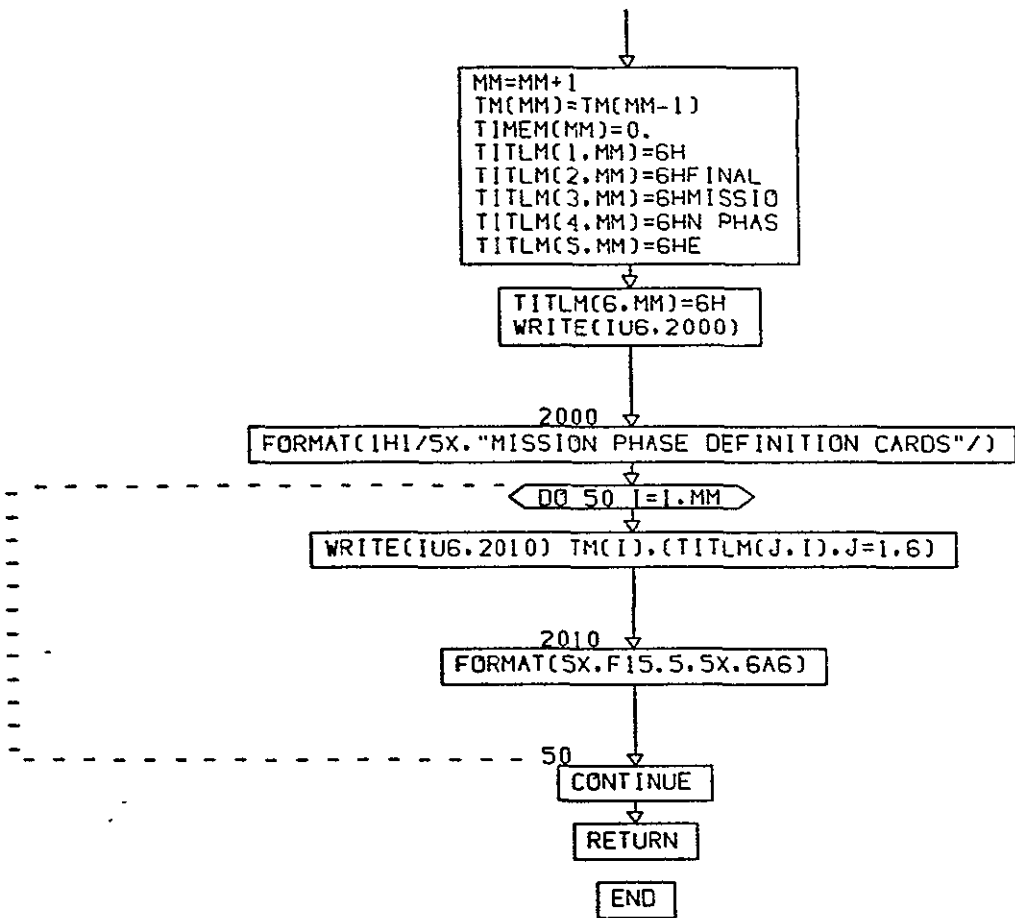 MM=MM+1
TM(MM)=TM(MM-1)
TIMEM(MM)=0.
TITLM(1.MM)=6H
TITLM(2.MM)=6HFINAL
TITLM(3.MM)=6HMISSIO
TITLM(4.MM)=6HN PHAS
TITLM(5.MM)=6HE
TITLM(6.MM)=6H
WRITE(IU6.2000)
2000
FORMAT(1H1/5X."MISSION PHASE DEFINITION CARDS"/)
DO 50 I=1.MM
WRITE(IU6.2010) TM(I).(TITLM(J.I).J=1.6)
2010
FORMAT(5X.F15.5.5X.6A6)
50
CONTINUE
RETURN
END